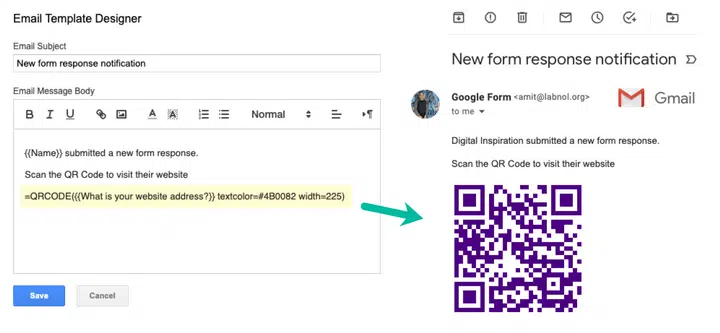 Email Template Designer
Email Subject
New form response notification
Email Message Body
B I U A A Normal
{{Name}} submitted a new form response.
Scan the QR Code to visit their website
=QRCODE({{What is your website address?}} textcolor=#4B0082 width=225)
Save Cancel
New form response notification
Google Form <amit@labnol.org>
to me
Gmail
Digital Inspiration submitted a new form response.
Scan the QR Code to visit their website